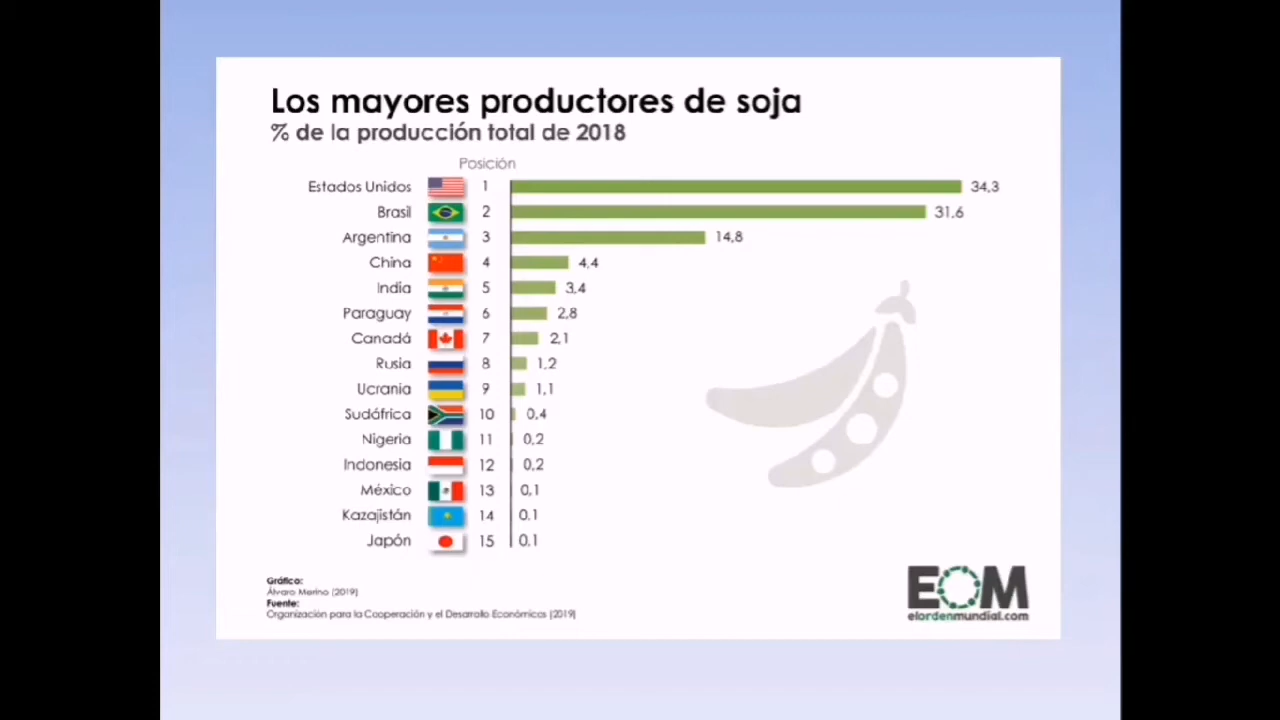 Los mayores productores de soja
% de la producción total de 2018
Posición
Estados Unidos 1 34,3
Brasil 2 31,6
Argentina 3 14,8
China 4 4,4
India 5 3,4
Paraguay 6 2,8
Canadá 7 2,1
Rusia 8 1,2
Ucrania 9 1,1
Sudáfrica 10 0,4
Nigeria 11 0,2
Indonesia 12 0,2
México 13 0,1
Kazajistán 14 0,1
Japón 15 0,1
Gráfico:
Álvaro Merino (2019)
Fuente:
Organización para la Cooperación y el Desarrollo Económicos (2019)
EOM
elordenmundial.com